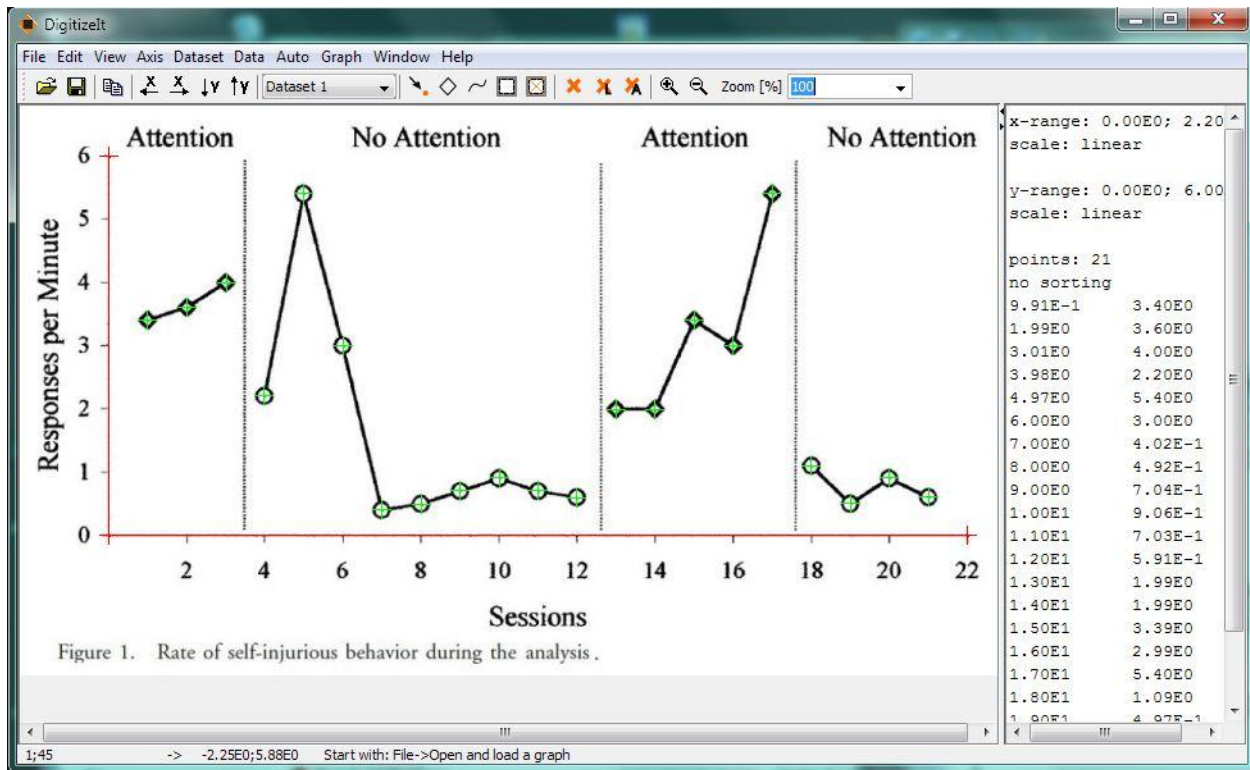 DigitizeIt
File Edit View Axis Dataset Data Auto Graph Window Help
X X ↓Y ↑Y Dataset 1 Zoom [%] 100
Attention No Attention Attention No Attention
6
5
4
3
2
1
0
Responses per Minute
2 4 6 8 10 12 14 16 18 20 22
Sessions
Figure 1. Rate of self-injurious behavior during the analysis.
x-range: 0.00E0; 2.20
scale: linear
y-range: 0.00E0; 6.00
scale: linear
points: 21
no sorting
9.91E-1 3.40E0
1.99E0 3.60E0
3.01E0 4.00E0
3.98E0 2.20E0
4.97E0 5.40E0
6.00E0 3.00E0
7.00E0 4.02E-1
8.00E0 4.92E-1
9.00E0 7.04E-1
1.00E1 9.06E-1
1.10E1 7.03E-1
1.20E1 5.91E-1
1.30E1 1.99E0
1.40E1 1.99E0
1.50E1 3.39E0
1.60E1 2.99E0
1.70E1 5.40E0
1.80E1 1.09E0
1.90E1 4.97E-1
1;45 -> -2.25E0;5.88E0 Start with: File->Open and load a graph